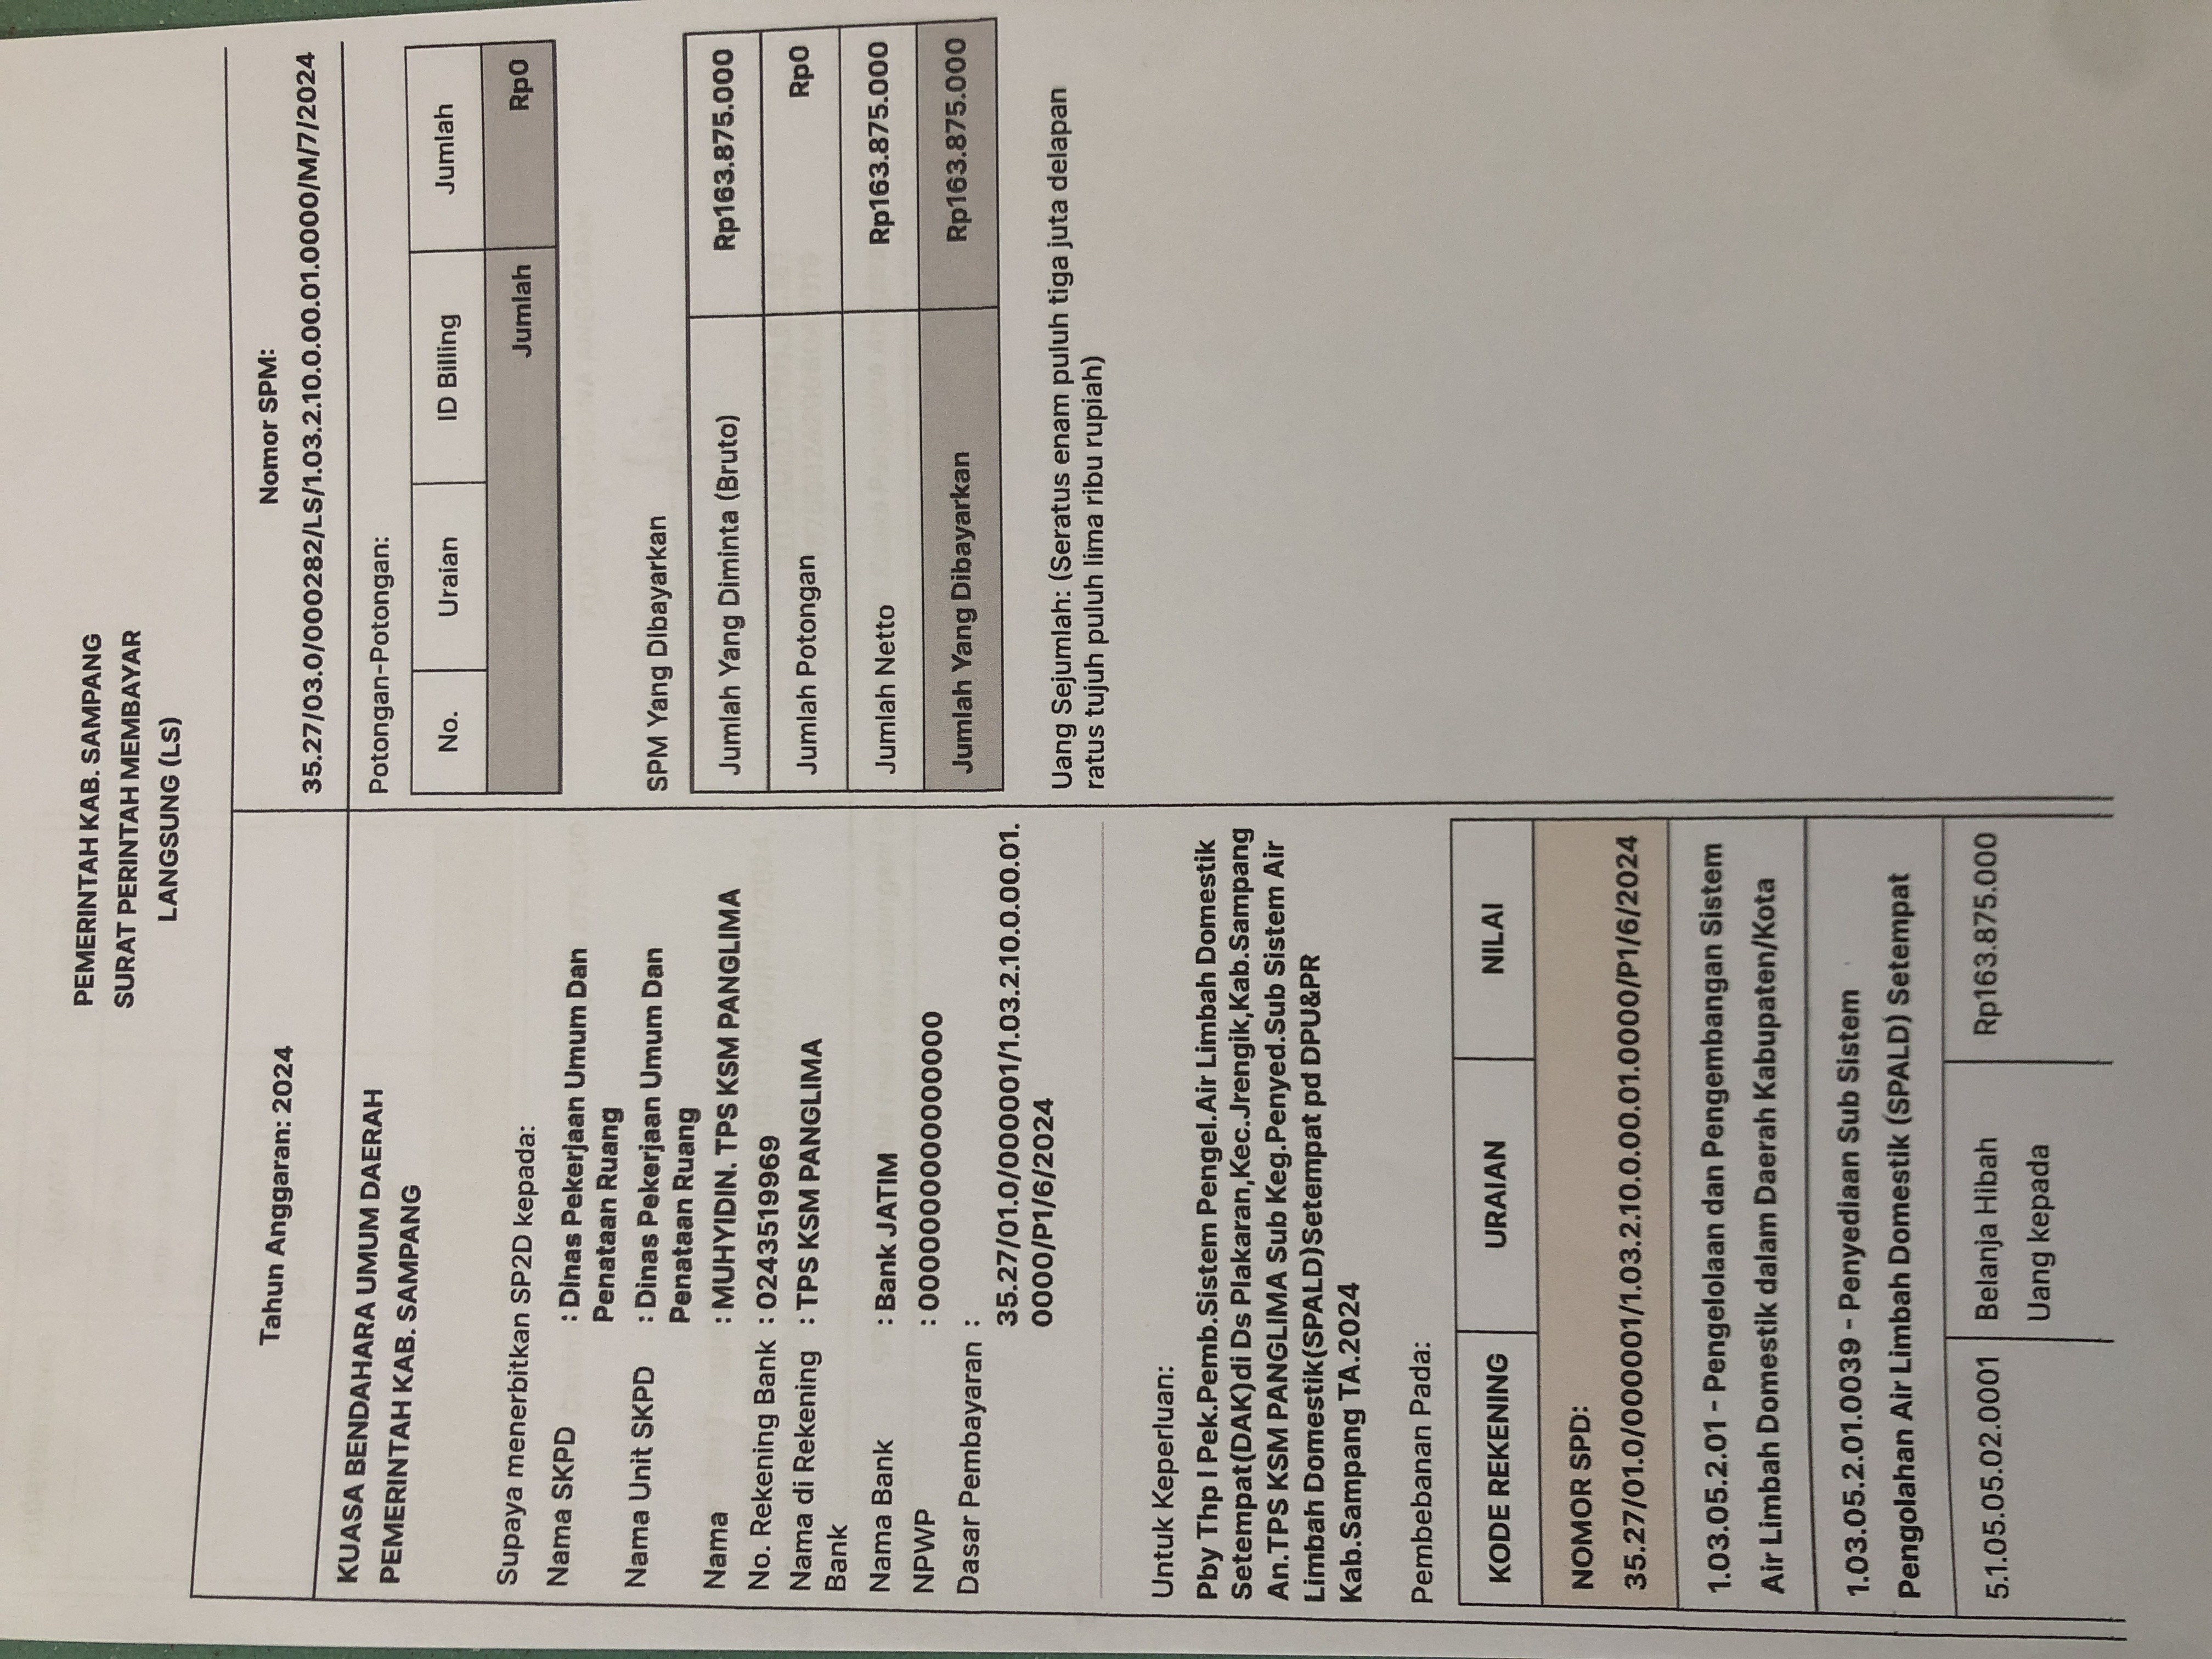 PEMERINTAH KAB. SAMPANG
SURAT PERINTAH MEMBAYAR
LANGSUNG (LS)
Tahun Anggaran: 2024
Nomor SPM:
35.27/03.0/000282/LS/1.03.2.10.0.00.01.0000/M/7/2024
KUASA BENDAHARA UMUM DAERAH
PEMERINTAH KAB. SAMPANG
Supaya menerbitkan SP2D kepada:
Nama SKPD : Dinas Pekerjaan Umum Dan
Penataan Ruang
Nama Unit SKPD : Dinas Pekerjaan Umum Dan
Penataan Ruang
Nama : MUHYIDIN. TPS KSM PANGLIMA
No. Rekening Bank : 0243519969
Nama di Rekening : TPS KSM PANGLIMA
Bank
Nama Bank : Bank JATIM
NPWP : 0000000000000000
Dasar Pembayaran :
35.27/01.0/000001/1.03.2.10.0.00.01.
0000/P1/6/2024
Untuk Keperluan:
Pby Thp I Pek.Pemb.Sistem Pengel.Air Limbah Domestik
Setempat(DAK)di Ds Plakaran,Kec.Jrengik,Kab.Sampang
An.TPS KSM PANGLIMA Sub Keg.Penyed.Sub Sistem Air
Limbah Domestik(SPALD)Setempat pd DPU&PR
Kab.Sampang TA.2024
Pembebanan Pada:
KODE REKENING URAIAN NILAI
NOMOR SPD:
35.27/01.0/000001/1.03.2.10.0.00.01.0000/P1/6/2024
1.03.05.2.01 - Pengelolaan dan Pengembangan Sistem
Air Limbah Domestik dalam Daerah Kabupaten/Kota
1.03.05.2.01.0039 - Penyediaan Sub Sistem
Pengolahan Air Limbah Domestik (SPALD) Setempat
5.1.05.05.02.0001 Belanja Hibah Rp163.875.000
Uang kepada
Potongan-Potongan:
No. Uraian ID Billing Jumlah
Jumlah Rp0
SPM Yang Dibayarkan
Jumlah Yang Diminta (Bruto) Rp163.875.000
Jumlah Potongan Rp0
Jumlah Netto Rp163.875.000
Jumlah Yang Dibayarkan Rp163.875.000
Uang Sejumlah: (Seratus enam puluh tiga juta delapan
ratus tujuh puluh lima ribu rupiah)